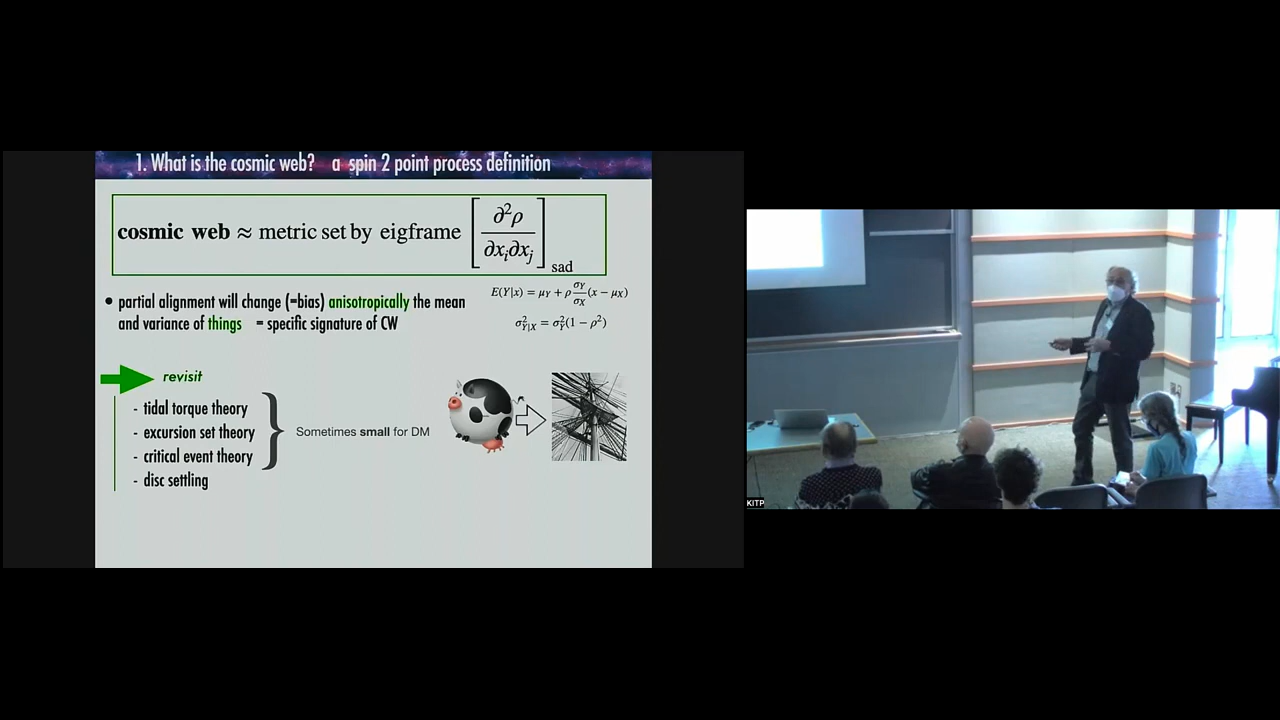 1. What is the cosmic web? a spin 2 point process definition
cosmic web ≈ metric set by eigframe [∂²ρ / ∂xᵢ∂xⱼ]sad
• partial alignment will change (=bias) anisotropically the mean
and variance of things = specific signature of CW
E(Y|x) = μY + ρ σY/σX (x − μX)
σ²Y|X = σ²Y(1 − ρ²)
revisit
- tidal torque theory
- excursion set theory
- critical event theory
- disc settling
Sometimes small for DM
KITP